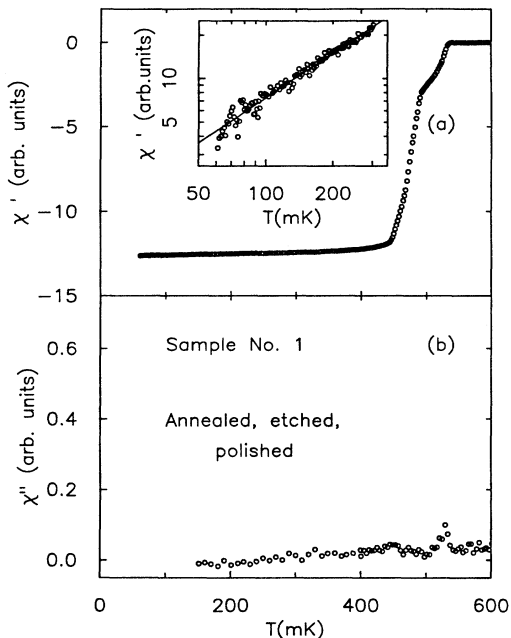 0
−5
−10
−15
χ ' (arb. units)
10
5
χ ' (arb.units)
50 100 200
T(mK)
(a)
Sample No. 1 (b)
Annealed, etched,
polished
0.6
0.4
0.2
0.0
χ" (arb. units)
0 200 400 600
T(mK)